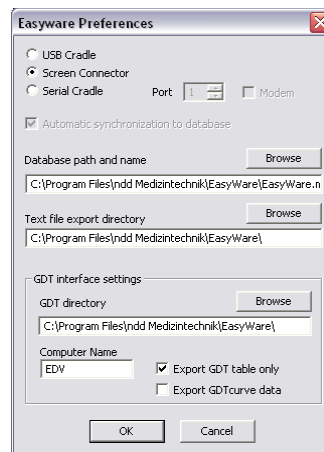 Easyware Preferences
USB Cradle
Screen Connector
Serial Cradle Port 1 Modem
Automatic synchronization to database
Database path and name Browse
C:\Program Files\ndd Medizintechnik\EasyWare\EasyWare.n
Text file export directory Browse
C:\Program Files\ndd Medizintechnik\EasyWare\
GDT interface settings
GDT directory Browse
C:\Program Files\ndd Medizintechnik\EasyWare\
Computer Name
EDV Export GDT table only
Export GDTcurve data
OK Cancel